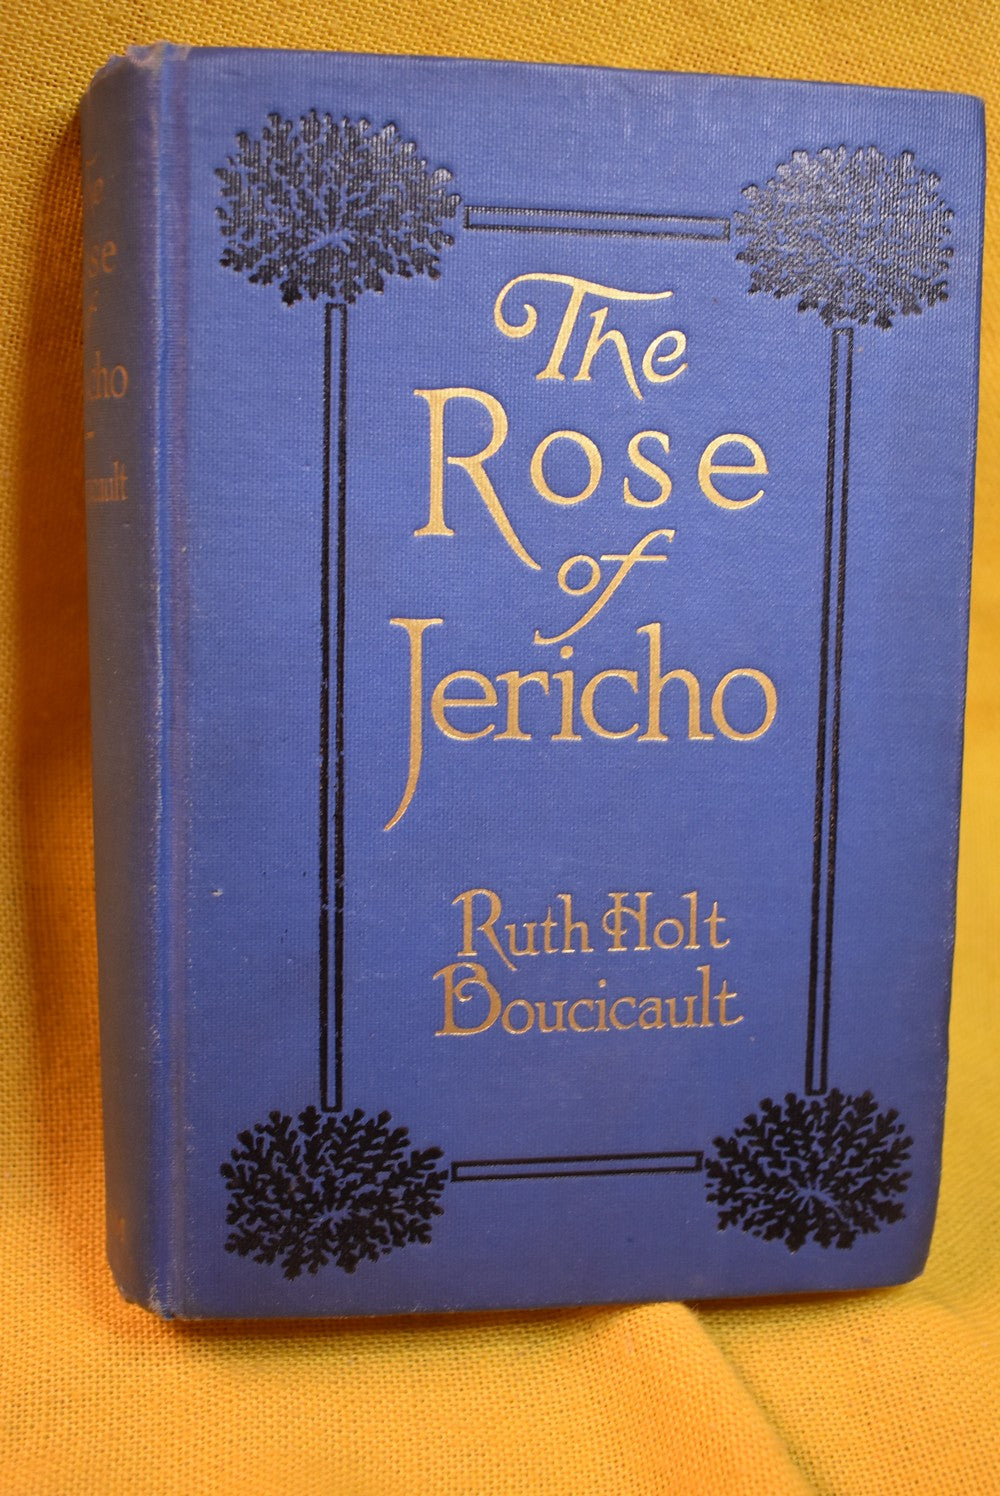 The
Rose
of
Jericho
Ruth Holt
Boucicault